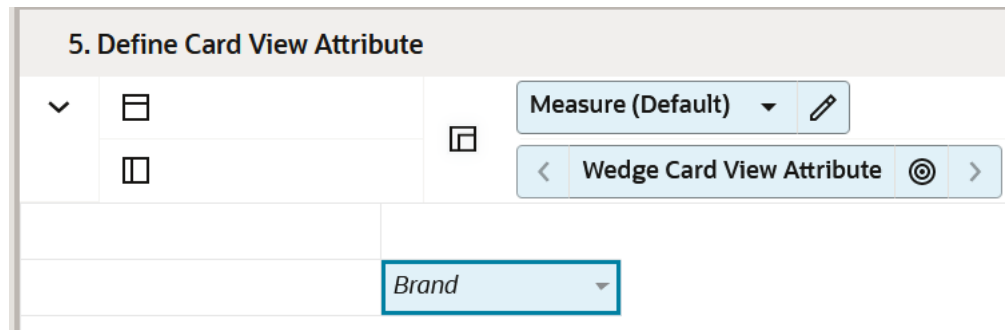 5. Define Card View Attribute
Measure (Default)
Wedge Card View Attribute
Brand